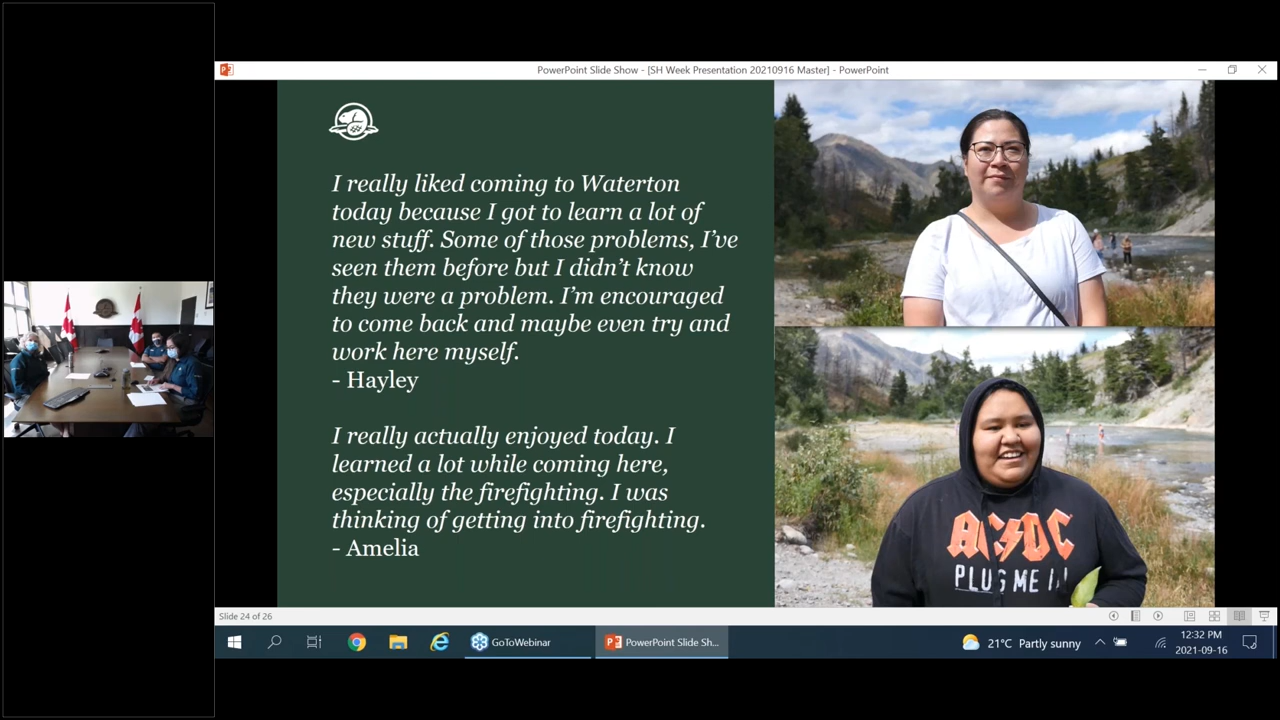 PowerPoint Slide Show - [SH Week Presentation 20210916 Master] - PowerPoint
I really liked coming to Waterton
today because I got to learn a lot of
new stuff. Some of those problems, I've
seen them before but I didn't know
they were a problem. I'm encouraged
to come back and maybe even try and
work here myself.
- Hayley
I really actually enjoyed today. I
learned a lot while coming here,
especially the firefighting. I was
thinking of getting into firefighting.
- Amelia
AC DC
PLUG ME IN
Slide 24 of 26
GoToWebinar
PowerPoint Slide Sh...
21°C Partly sunny
12:32 PM
2021-09-16